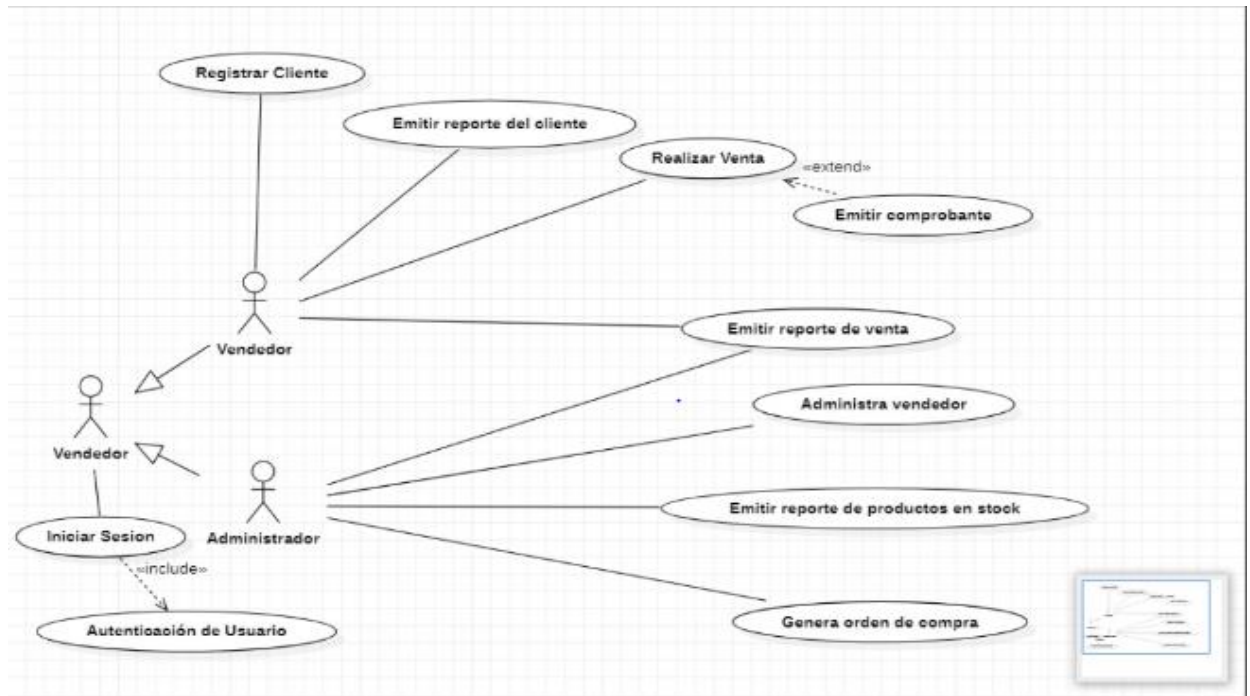 Registrar Cliente
Emitir reporte del cliente
Realizar Venta
«extend»
Emitir comprobante
Vendedor
Emitir reporte de venta
Administra vendedor
Vendedor
Emitir reporte de productos en stock
Iniciar Sesion
Administrador
«include»
Autenticación de Usuario
Genera orden de compra